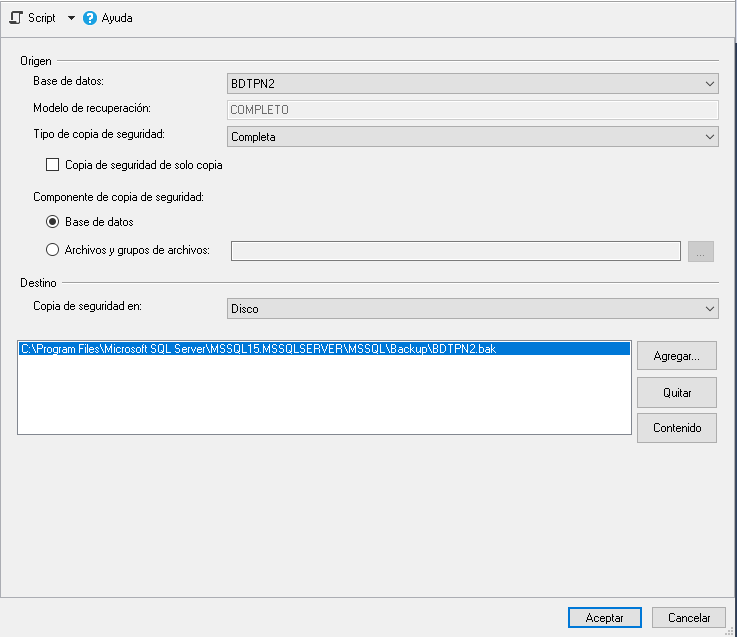 Script Ayuda
Origen
Base de datos: BDTPN2
Modelo de recuperación: COMPLETO
Tipo de copia de seguridad: Completa
Copia de seguridad de solo copia
Componente de copia de seguridad:
Base de datos
Archivos y grupos de archivos: ...
Destino
Copia de seguridad en: Disco
C:\Program Files\Microsoft SQL Server\MSSQL15.MSSQLSERVER\MSSQL\Backup\BDTPN2.bak
Agregar...
Quitar
Contenido
Aceptar Cancelar